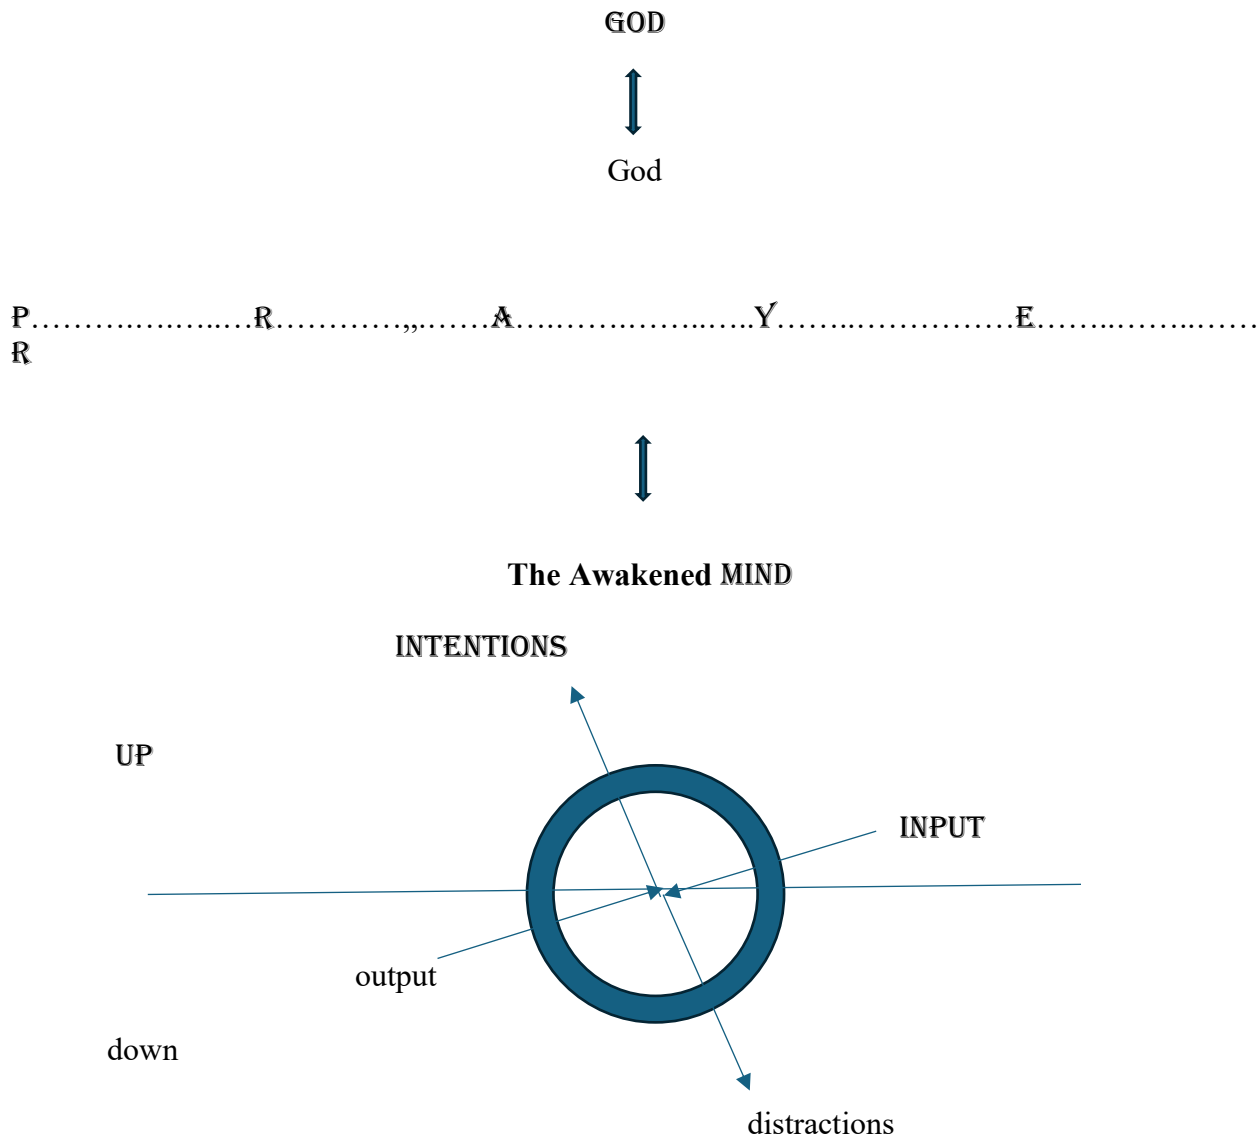 GOD
God
P……….…..…..….R…………,,……A…..…….……..…..Y……..……………E……..……..……
R
The Awakened MIND
INTENTIONS
UP
INPUT
output
down
distractions